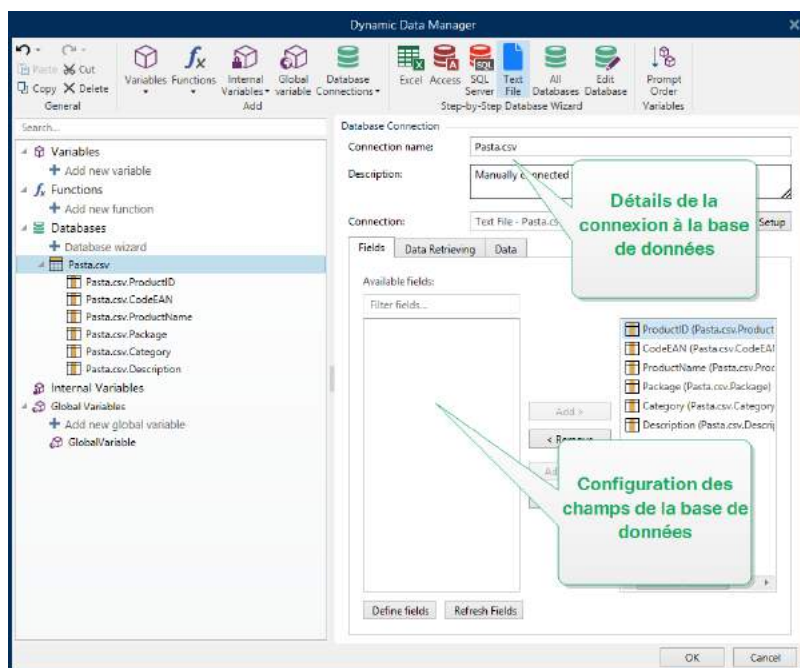 Dynamic Data Manager
Paste
Cut
Copy
Delete
General
Variables
Functions
Internal
Variables
Global
variable
Database
Connections
Add
Excel
Access
SQL
Server
Text
File
All
Databases
Edit
Database
Step-by-Step Database Wizard
Prompt
Order
Variables
Search...
Variables
Add new variable
Functions
Add new function
Databases
Database wizard
Pasta.csv
Pasta.csv.ProductID
Pasta.csv.CodeEAN
Pasta.csv.ProductName
Pasta.csv.Package
Pasta.csv.Category
Pasta.csv.Description
Internal Variables
Global Variables
Add new global variable
GlobalVariable
Database Connection
Connection name:
Pasta.csv
Description:
Manually connected
Connection:
Text File - Pasta.cs
Setup
Détails de la
connexion à la base
de données
Fields
Data Retrieving
Data
Available fields:
Filter fields...
ProductID (Pasta.csv.Product
CodeEAN (Pasta.csv.CodeEAN
ProductName (Pasta.csv.Proc
Package (Pasta.csv.Package)
Category (Pasta.csv.Category
Description (Pasta.csv.Descrip
Add >
< Remove
Ad
Configuration des
champs de la base de
données
Define fields
Refresh Fields
OK
Cancel